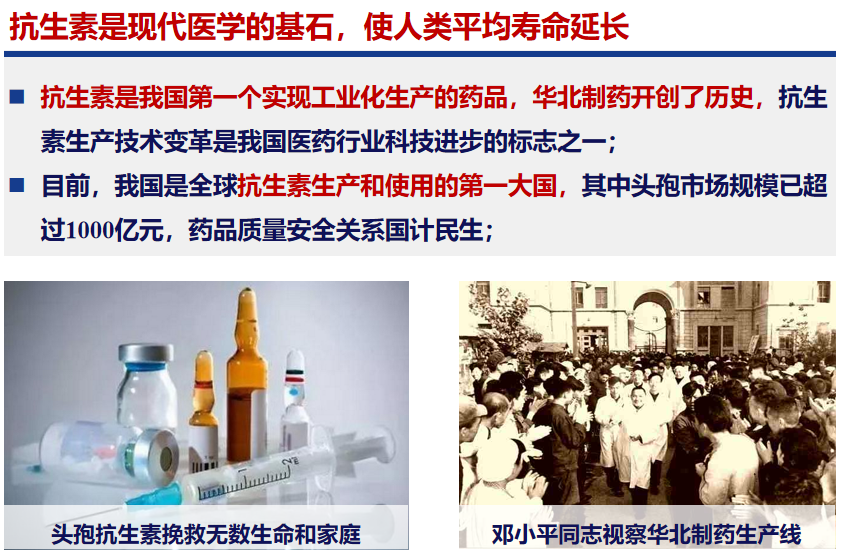 抗生素是现代医学的基石，使人类平均寿命延长
抗生素是我国第一个实现工业化生产的药品，华北制药开创了历史，抗生
素生产技术变革是我国医药行业科技进步的标志之一；
目前，我国是全球抗生素生产和使用的第一大国，其中头孢市场规模已超
过1000亿元，药品质量安全关系国计民生；
头孢抗生素挽救无数生命和家庭
邓小平同志视察华北制药生产线